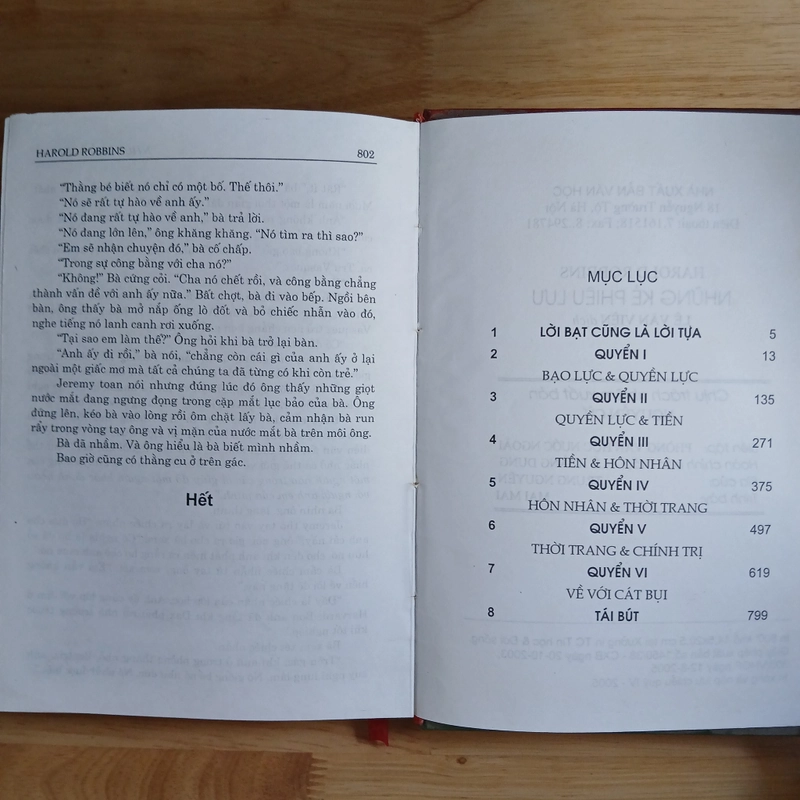 HAROLD ROBBINS 802
“Thằng bé biết nó chỉ có một bố. Thế thôi.”
“Nó sẽ rất tự hào về anh ấy.”
“Nó đang rất tự hào về anh,” bà trả lời.
“Nó đang lớn lên,” ông khăng khăng. “Nó tìm ra thì sao?”
“Em sẽ nhận chuyện đó,” bà cố chấp.
“Trong sự công bằng với cha nó?”
“Không!” Bà cứng cỏi. “Cha nó chết rồi, và công bằng chẳng
thành vấn đề với anh ấy nữa.” Bất chợt, bà đi vào bếp. Ngồi bên
bàn, ông thấy bà mở nắp ống lò đốt và bỏ chiếc nhẫn vào đó,
nghe tiếng nó lanh canh rơi xuống.
“Tại sao em làm thế?” Ông hỏi khi bà trở lại bàn.
“Anh ấy đi rồi,” bà nói, “chẳng còn cái gì của anh ấy ở lại
ngoài một giấc mơ mà tất cả chúng ta đã từng có khi còn trẻ.”
Jeremy toan nói nhưng đúng lúc đó ông thấy những giọt
nước mắt đang ngưng đọng trong cặp mắt lục bảo của bà. Ông
đứng lên, kéo bà vào lòng rồi ôm chặt lấy bà, cảm nhận bà run
rẩy trong vòng tay ông và vị mặn của nước mắt bà trên môi ông.
Bà đã nhầm. Và ông hiểu là bà biết mình nhầm.
Bao giờ cũng có thằng cu ở trên gác.
Hết
MỤC LỤC
1 LỜI BẠT CŨNG LÀ LỜI TỰA 5
2 QUYỂN I 13
BẠO LỰC & QUYỀN LỰC
3 QUYỂN II 135
QUYỀN LỰC & TIỀN
4 QUYỂN III 271
TIỀN & HÔN NHÂN
5 QUYỂN IV 375
HÔN NHÂN & THỜI TRANG
6 QUYỂN V 497
THỜI TRANG & CHÍNH TRỊ
7 QUYỂN VI 619
VỀ VỚI CÁT BỤI
8 TÁI BÚT 799